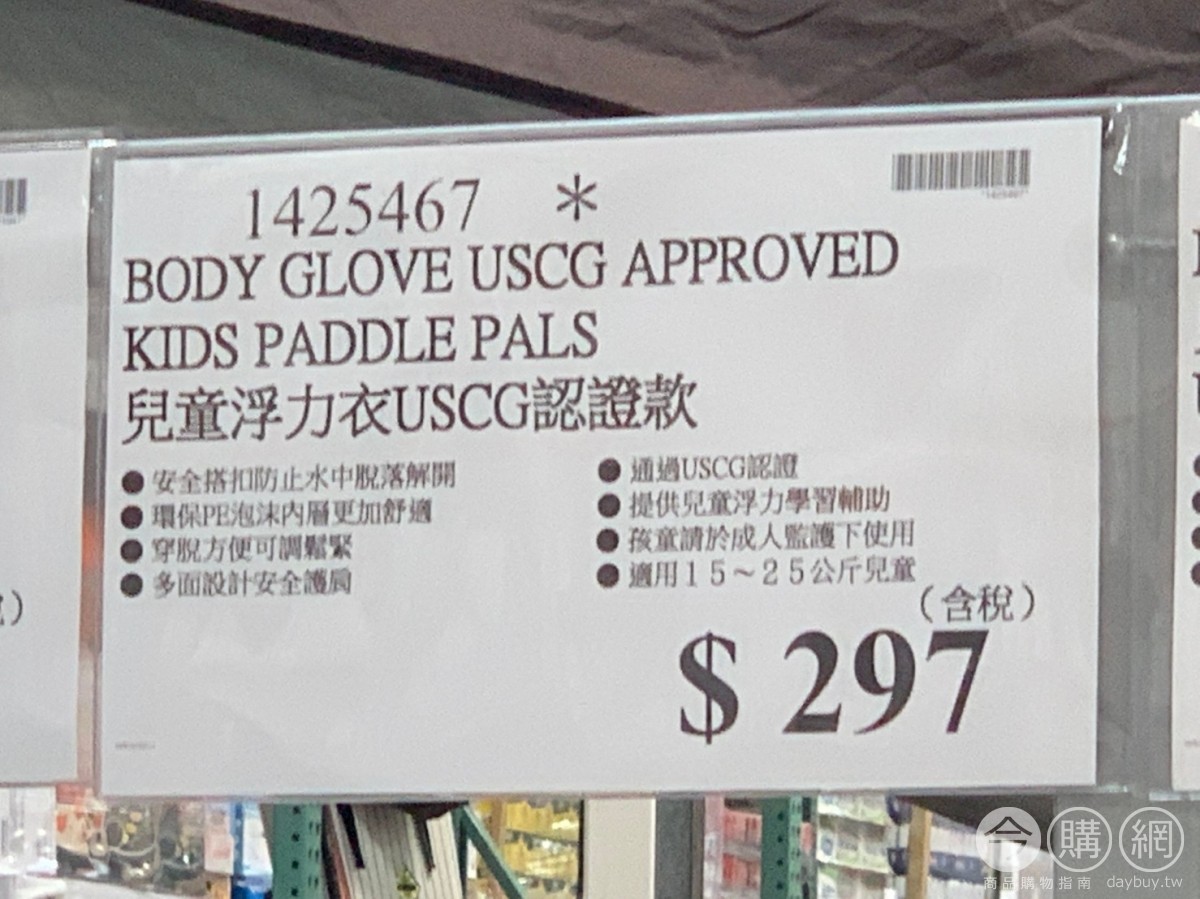 1425467 *
BODY GLOVE USCG APPROVED
KIDS PADDLE PALS
兒童浮力衣USCG認證款
● 安全搭扣防止水中脫落解開
● 環保PE泡沫內層更加舒適
● 穿脫方便可調鬆緊
● 多面設計安全護肩
● 通過USCG認證
● 提供兒童浮力學習輔助
● 孩童請於成人監護下使用
● 適用15～25公斤兒童
(含稅)
$ 297
今購網
商品購物指南 daybuy.tw